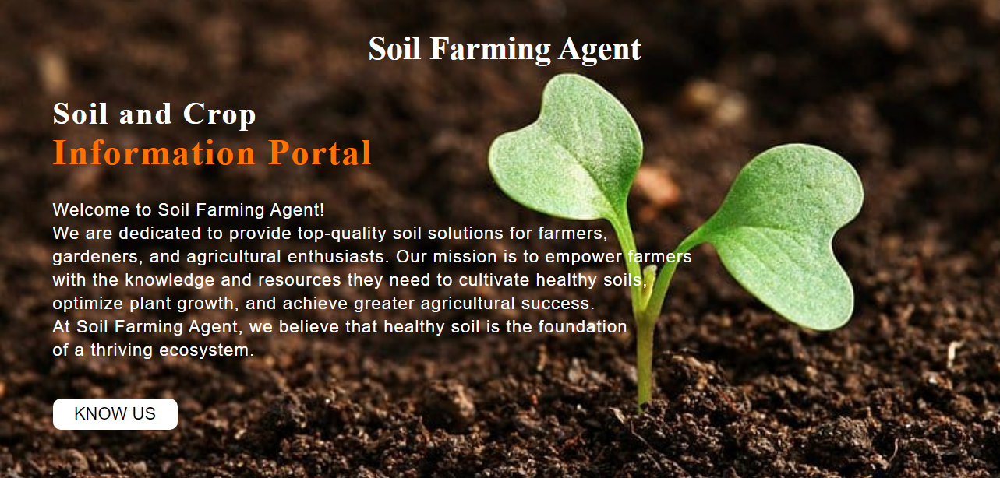 Soil Farming Agent
Soil and Crop
Information Portal
Welcome to Soil Farming Agent!
We are dedicated to provide top-quality soil solutions for farmers,
gardeners, and agricultural enthusiasts. Our mission is to empower farmers
with the knowledge and resources they need to cultivate healthy soils,
optimize plant growth, and achieve greater agricultural success.
At Soil Farming Agent, we believe that healthy soil is the foundation
of a thriving ecosystem.
KNOW US